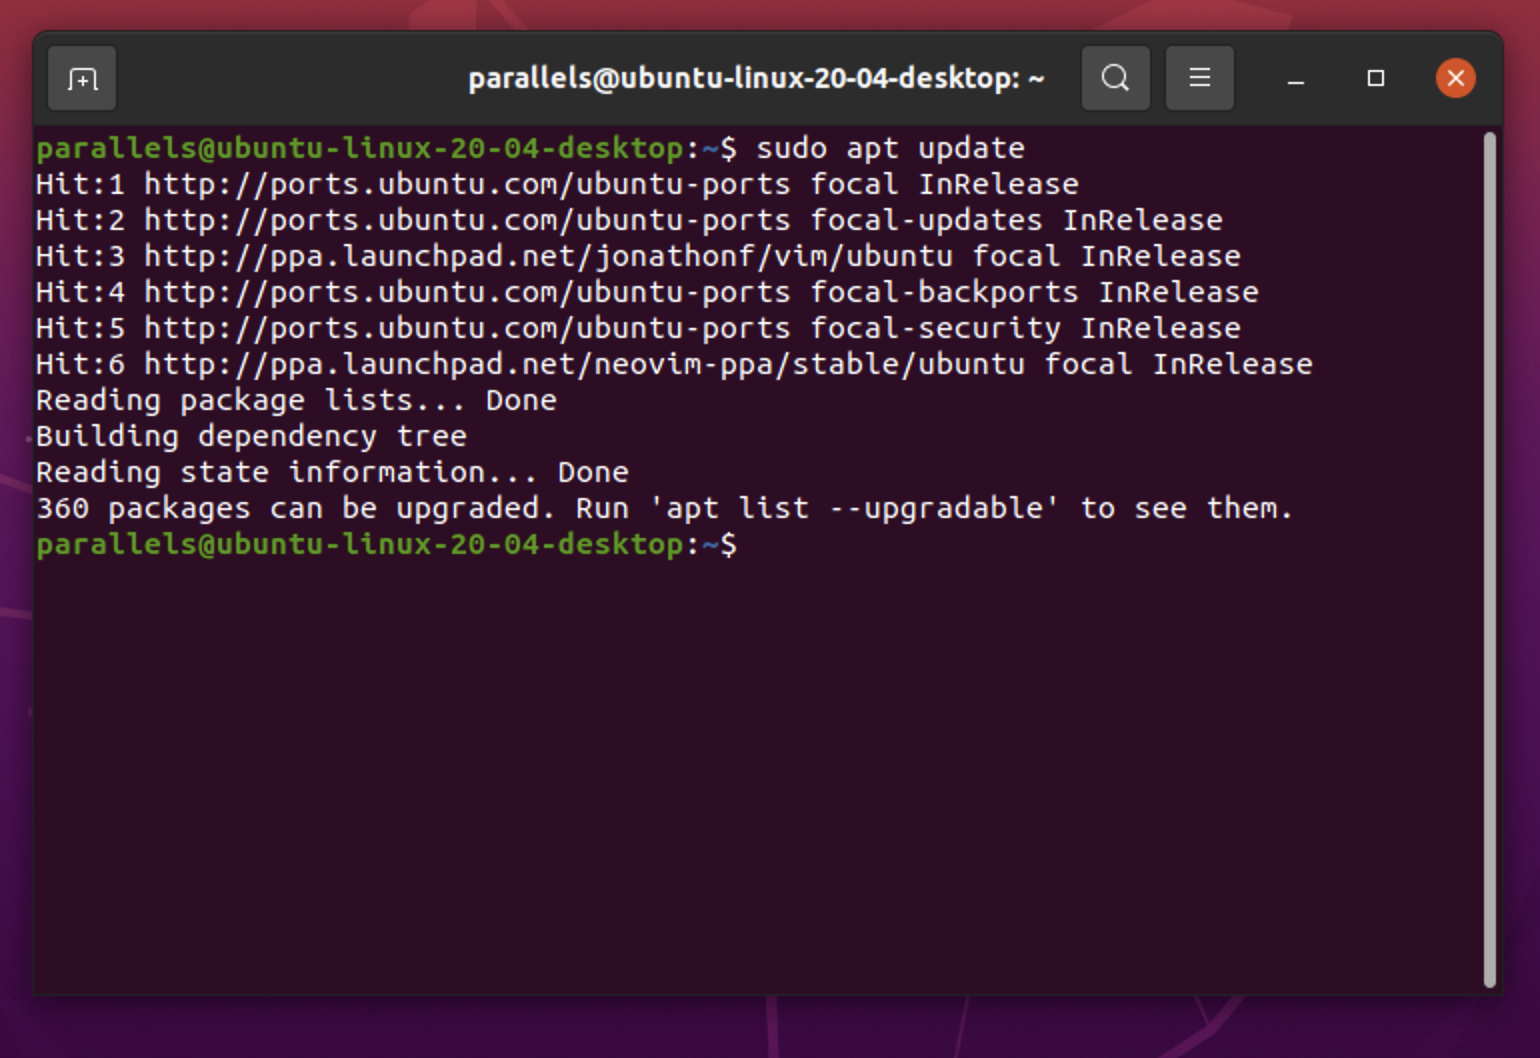 parallels@ubuntu-linux-20-04-desktop: ~
parallels@ubuntu-linux-20-04-desktop:~$ sudo apt update
Hit:1 http://ports.ubuntu.com/ubuntu-ports focal InRelease
Hit:2 http://ports.ubuntu.com/ubuntu-ports focal-updates InRelease
Hit:3 http://ppa.launchpad.net/jonathonf/vim/ubuntu focal InRelease
Hit:4 http://ports.ubuntu.com/ubuntu-ports focal-backports InRelease
Hit:5 http://ports.ubuntu.com/ubuntu-ports focal-security InRelease
Hit:6 http://ppa.launchpad.net/neovim-ppa/stable/ubuntu focal InRelease
Reading package lists... Done
Building dependency tree
Reading state information... Done
360 packages can be upgraded. Run 'apt list --upgradable' to see them.
parallels@ubuntu-linux-20-04-desktop:~$